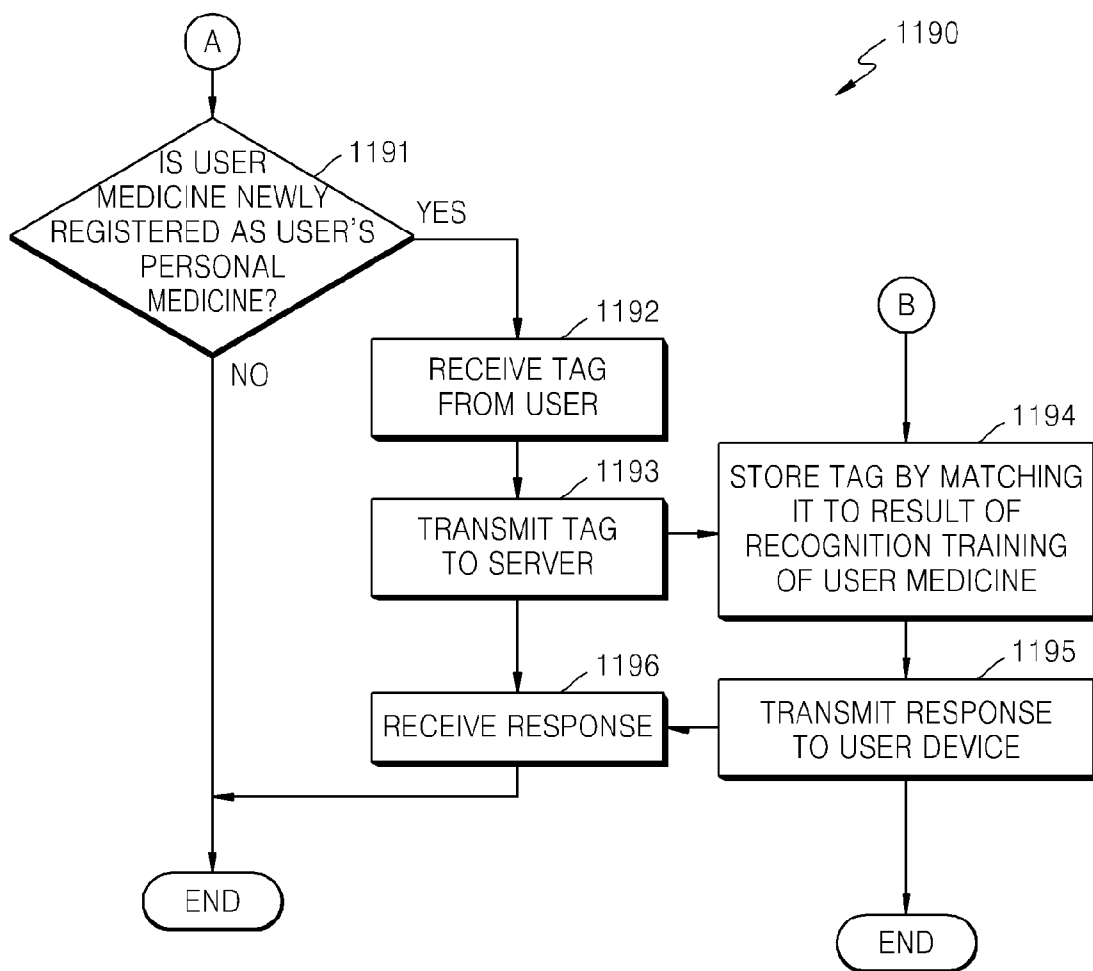 A
1190
IS USER
MEDICINE NEWLY
REGISTERED AS USER'S
PERSONAL
MEDICINE?
1191
YES
NO
B
1192
RECEIVE TAG
FROM USER
1193
TRANSMIT TAG
TO SERVER
1194
STORE TAG BY MATCHING
IT TO RESULT OF
RECOGNITION TRAINING
OF USER MEDICINE
1196
RECEIVE RESPONSE
1195
TRANSMIT RESPONSE
TO USER DEVICE
END
END